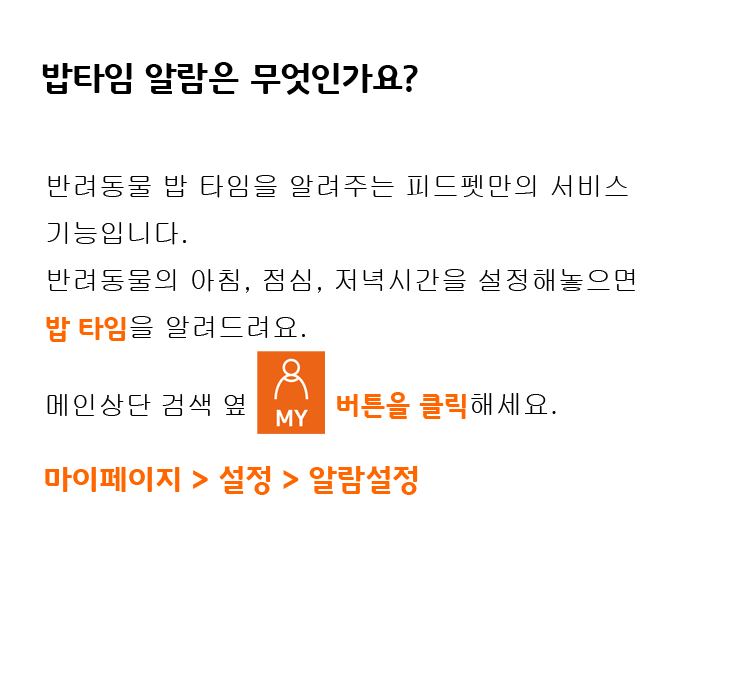 밥타임 알람은 무엇인가요?
반려동물 밥 타임을 알려주는 피드펫만의 서비스
기능입니다.
반려동물의 아침, 점심, 저녁시간을 설정해놓으면
밥 타임을 알려드려요.
메인상단 검색 옆 MY 버튼을 클릭해세요.
마이페이지 > 설정 > 알람설정